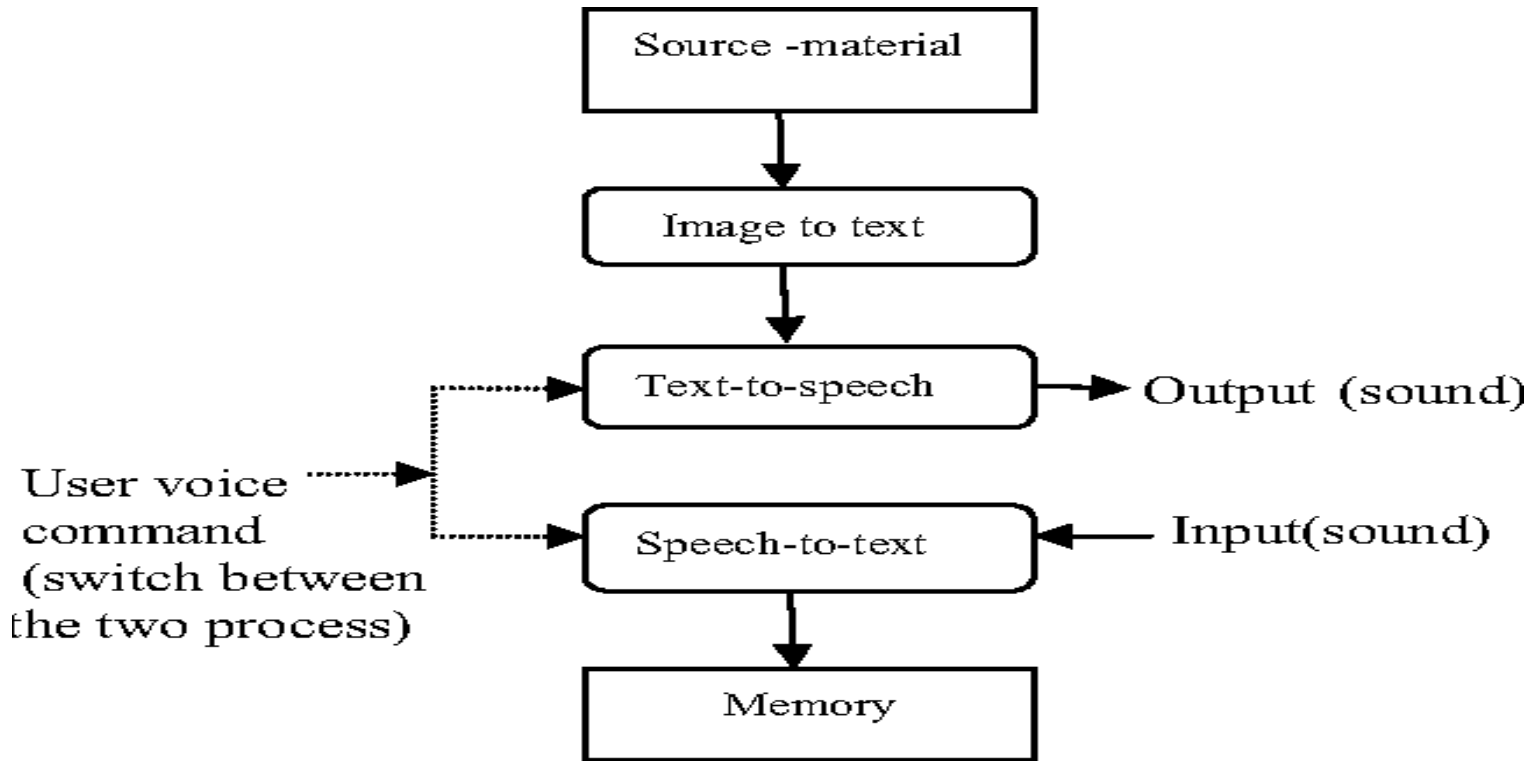 Source -material
Image to text
Text-to-speech
Output (sound)
User voice
command
(switch between
the two process)
Speech-to-text
Input(sound)
Memory